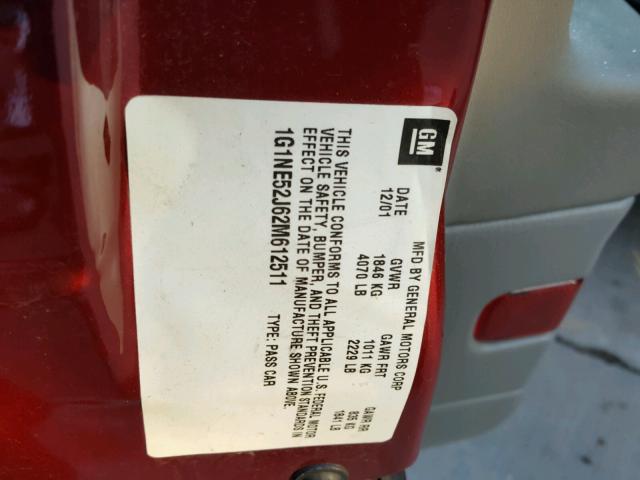 GM
MFD BY GENERAL MOTORS CORP
DATE GVWR GAWR FRT GAWR RR
12/01 1846 KG 1011 KG 835 KG
4070 LB 2229 LB 1841 LB
THIS VEHICLE CONFORMS TO ALL APPLICABLE U.S. FEDERAL MOTOR
VEHICLE SAFETY, BUMPER, AND THEFT PREVENTION STANDARDS IN
EFFECT ON THE DATE OF MANUFACTURE SHOWN ABOVE.
1G1NE52J62M612511 TYPE: PASS CAR